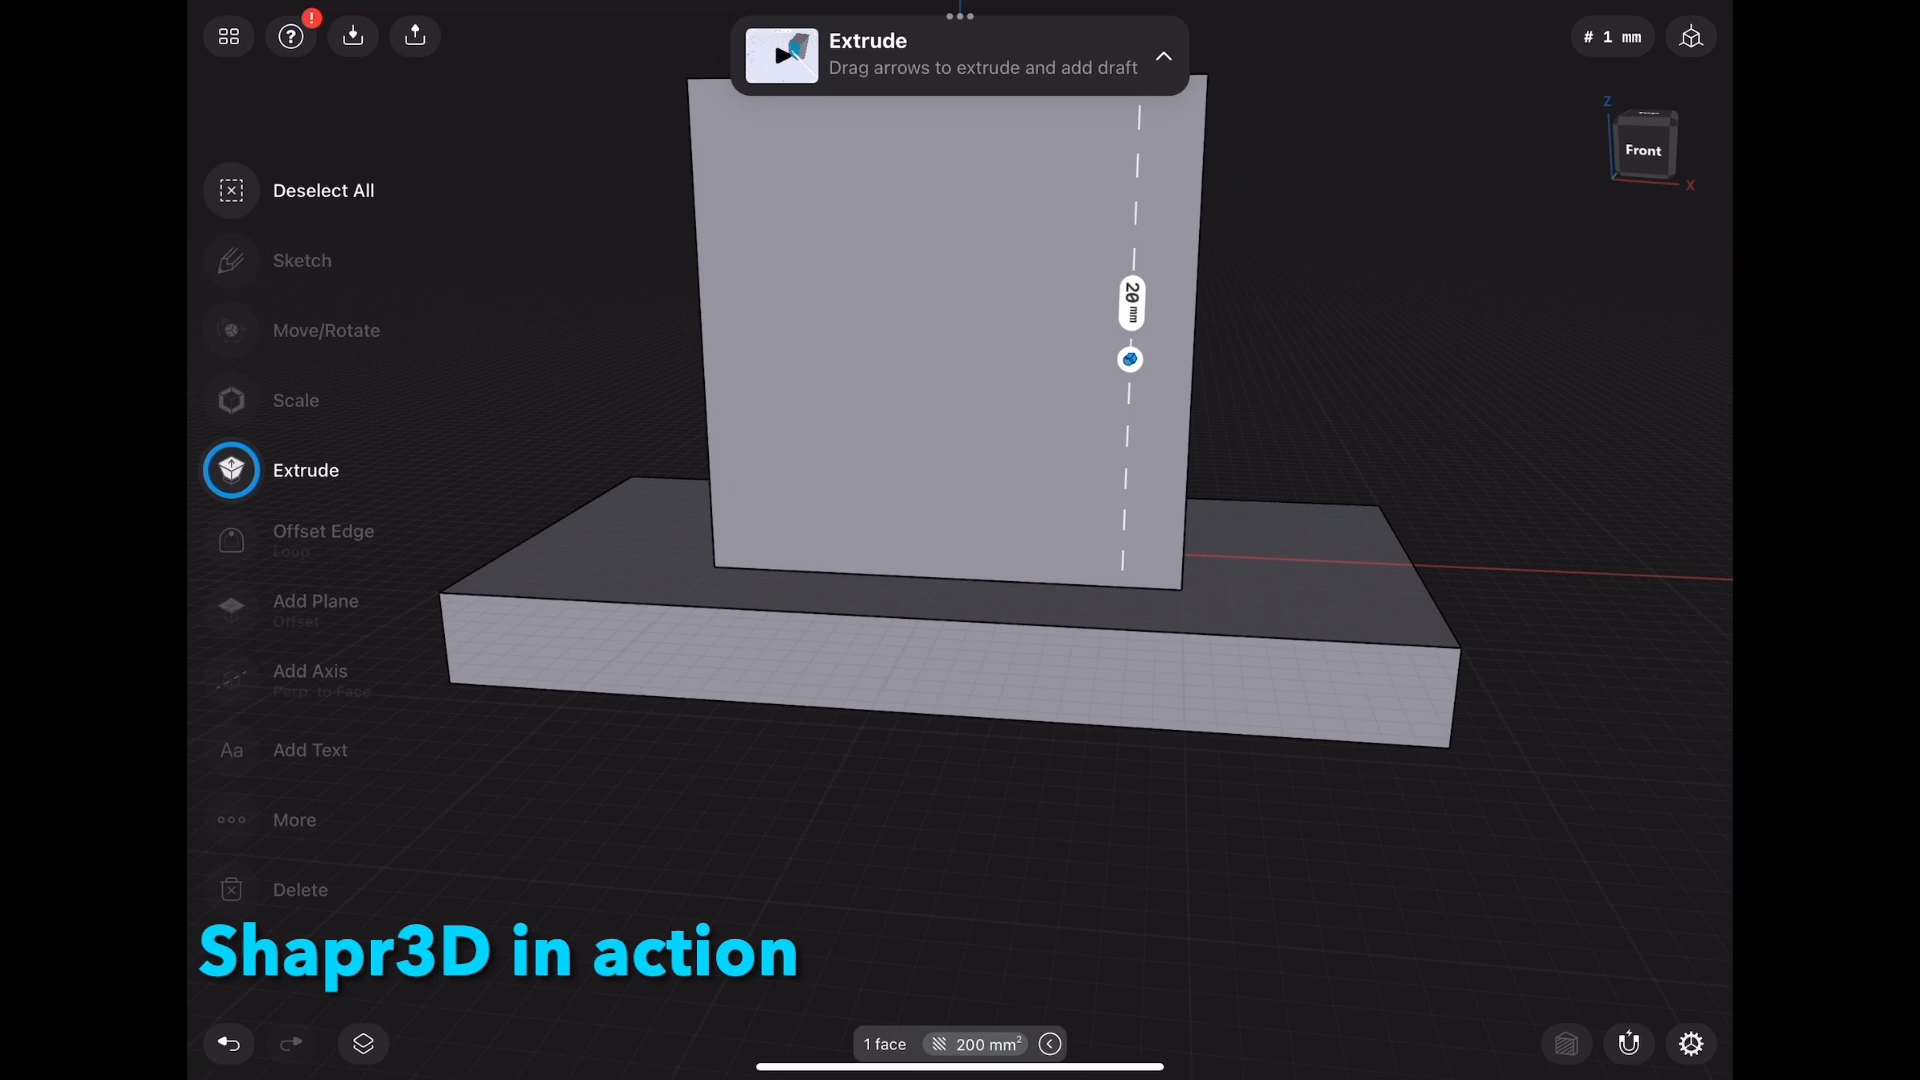 !
Extrude
Drag arrows to extrude and add draft
# 1 mm
Z
Front
X
Deselect All
Sketch
Move/Rotate
Scale
Extrude
Offset Edge
Loop
Add Plane
Offset
Add Axis
Perp. to Face
Aa Add Text
More
Delete
20 mm
Shapr3D in action
1 face 200 mm²